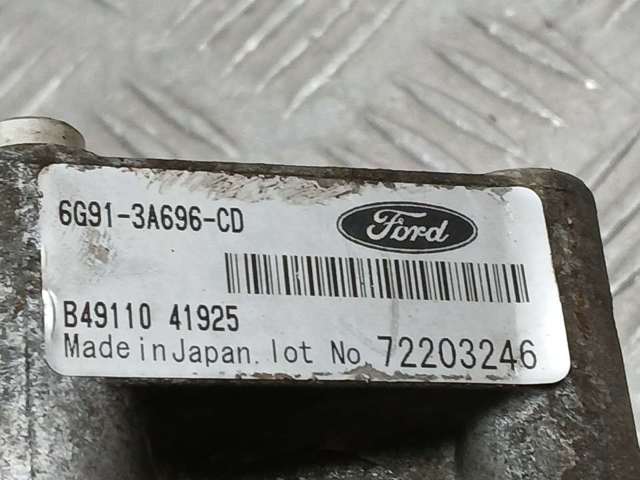 6G91-3A696-CD
Ford
B49110 41925
Made in Japan. lot No. 72203246